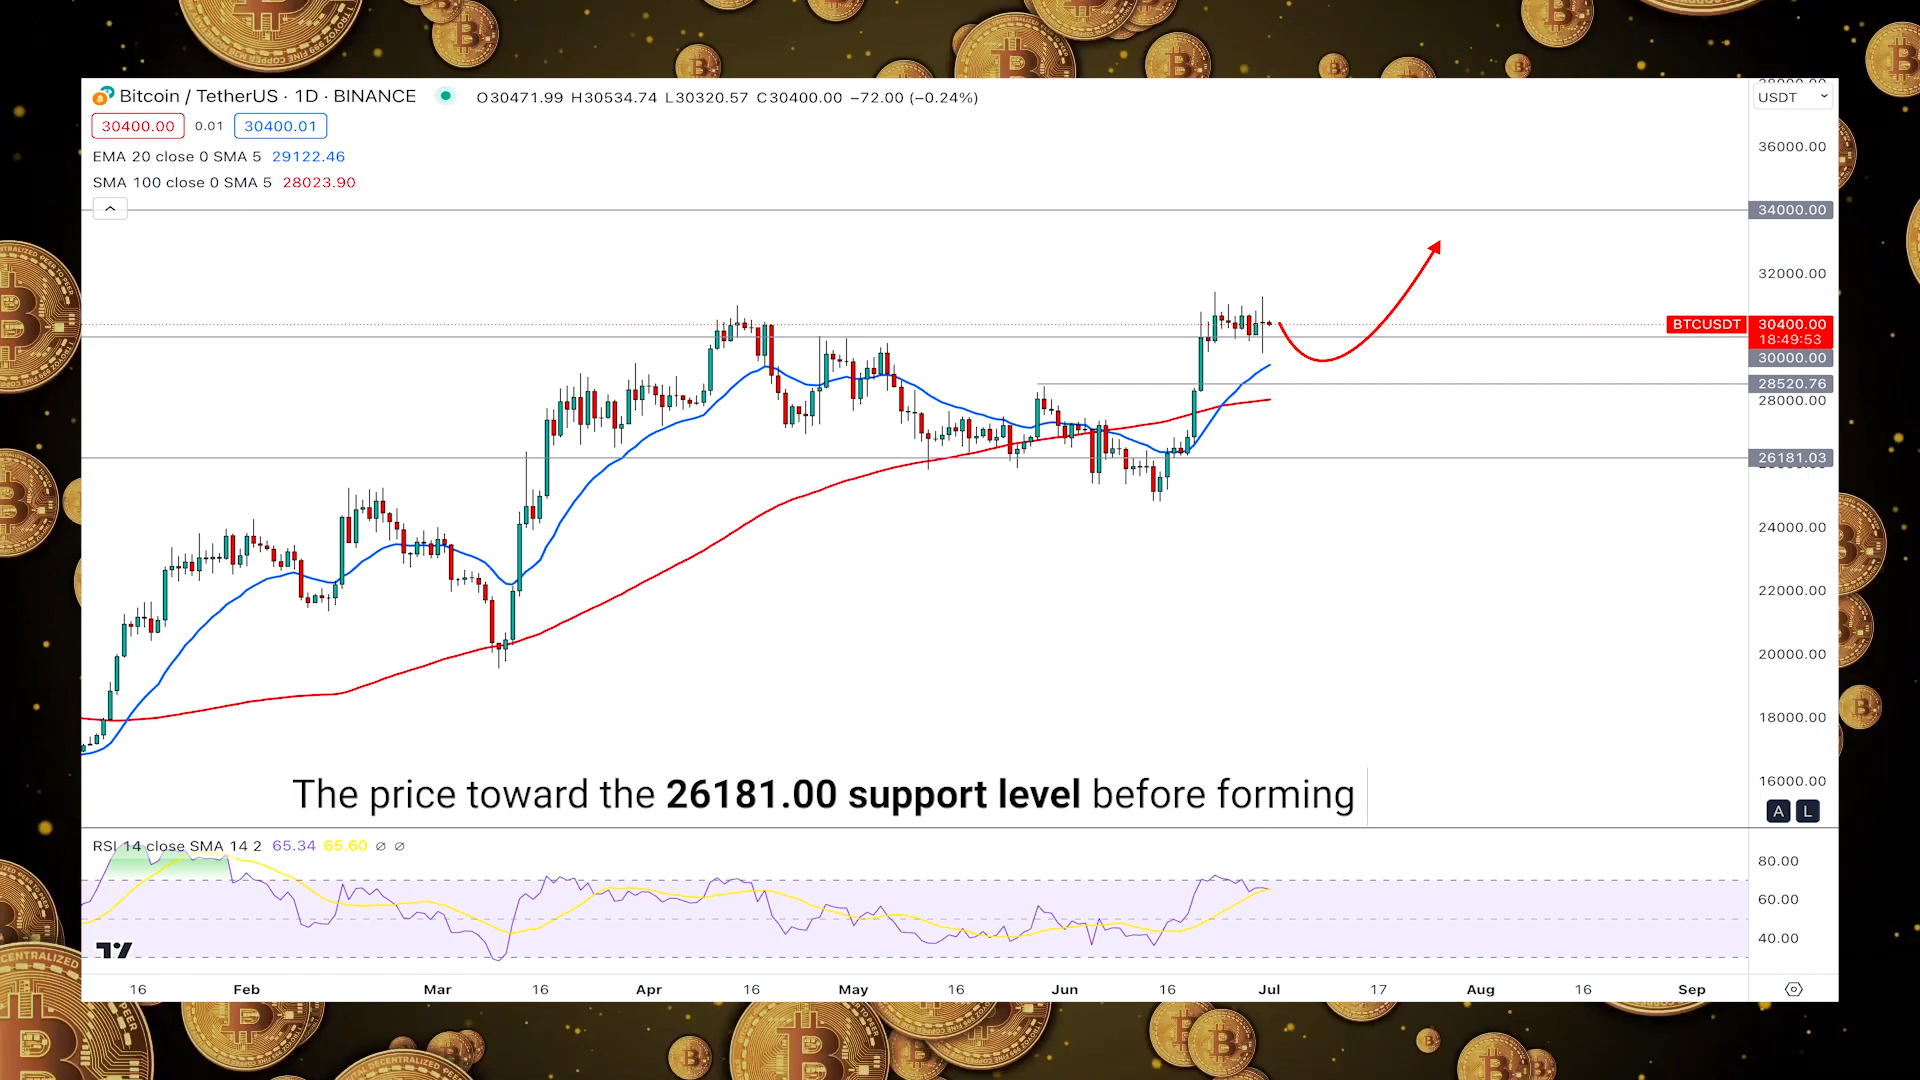 Bitcoin / TetherUS · 1D · BINANCE O30471.99 H30534.74 L30320.57 C30400.00 −72.00 (−0.24%)
USDT
30400.00 0.01 30400.01
EMA 20 close 0 SMA 5 29122.46
SMA 100 close 0 SMA 5 28023.90
36000.00
34000.00
32000.00
BTCUSDT 30400.00
18:49:53
30000.00
28520.76
28000.00
26181.03
24000.00
22000.00
20000.00
18000.00
16000.00
The price toward the 26181.00 support level before forming
A L
RSI 14 close SMA 14 2 65.34 65.60 ∅ ∅
80.00
60.00
40.00
16 Feb Mar 16 Apr 16 May 16 Jun 16 Jul 17 Aug 16 Sep